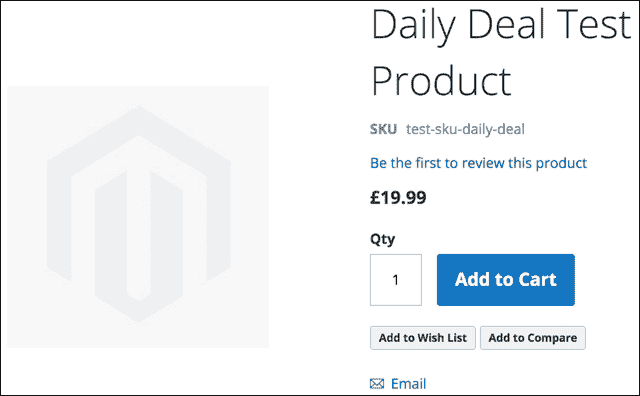 Daily Deal Test
Product
SKU test-sku-daily-deal
Be the first to review this product
£19.99
Qty
1
Add to Cart
Add to Wish List
Add to Compare
Email